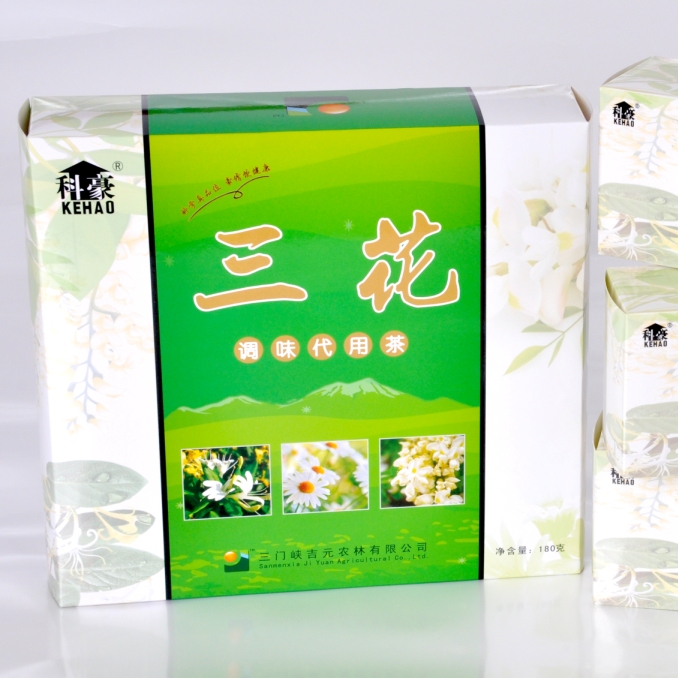 科豪®
KEHAO
三花
调味代用茶
三门峡吉元农林有限公司
Sanmenxia Ji Yuan Agricultural Co.,Ltd
净含量：180克
科豪
KEHAO
科豪
KEHAO